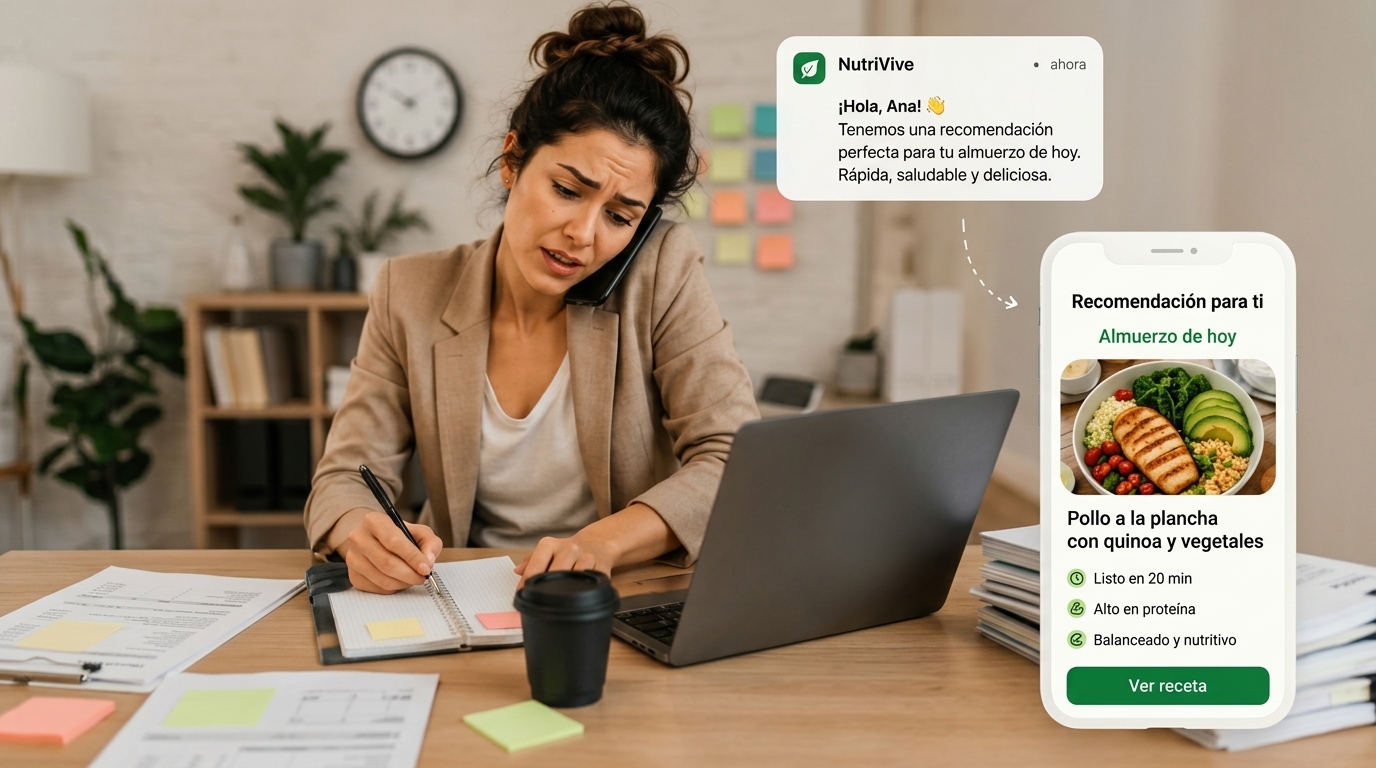 NutriVive
• ahora
¡Hola, Ana! 👋
Tenemos una recomendación
perfecta para tu almuerzo de hoy.
Rápida, saludable y deliciosa.
Recomendación para ti
Almuerzo de hoy
Pollo a la plancha
con quinoa y vegetales
Listo en 20 min
Alto en proteína
Balanceado y nutritivo
Ver receta